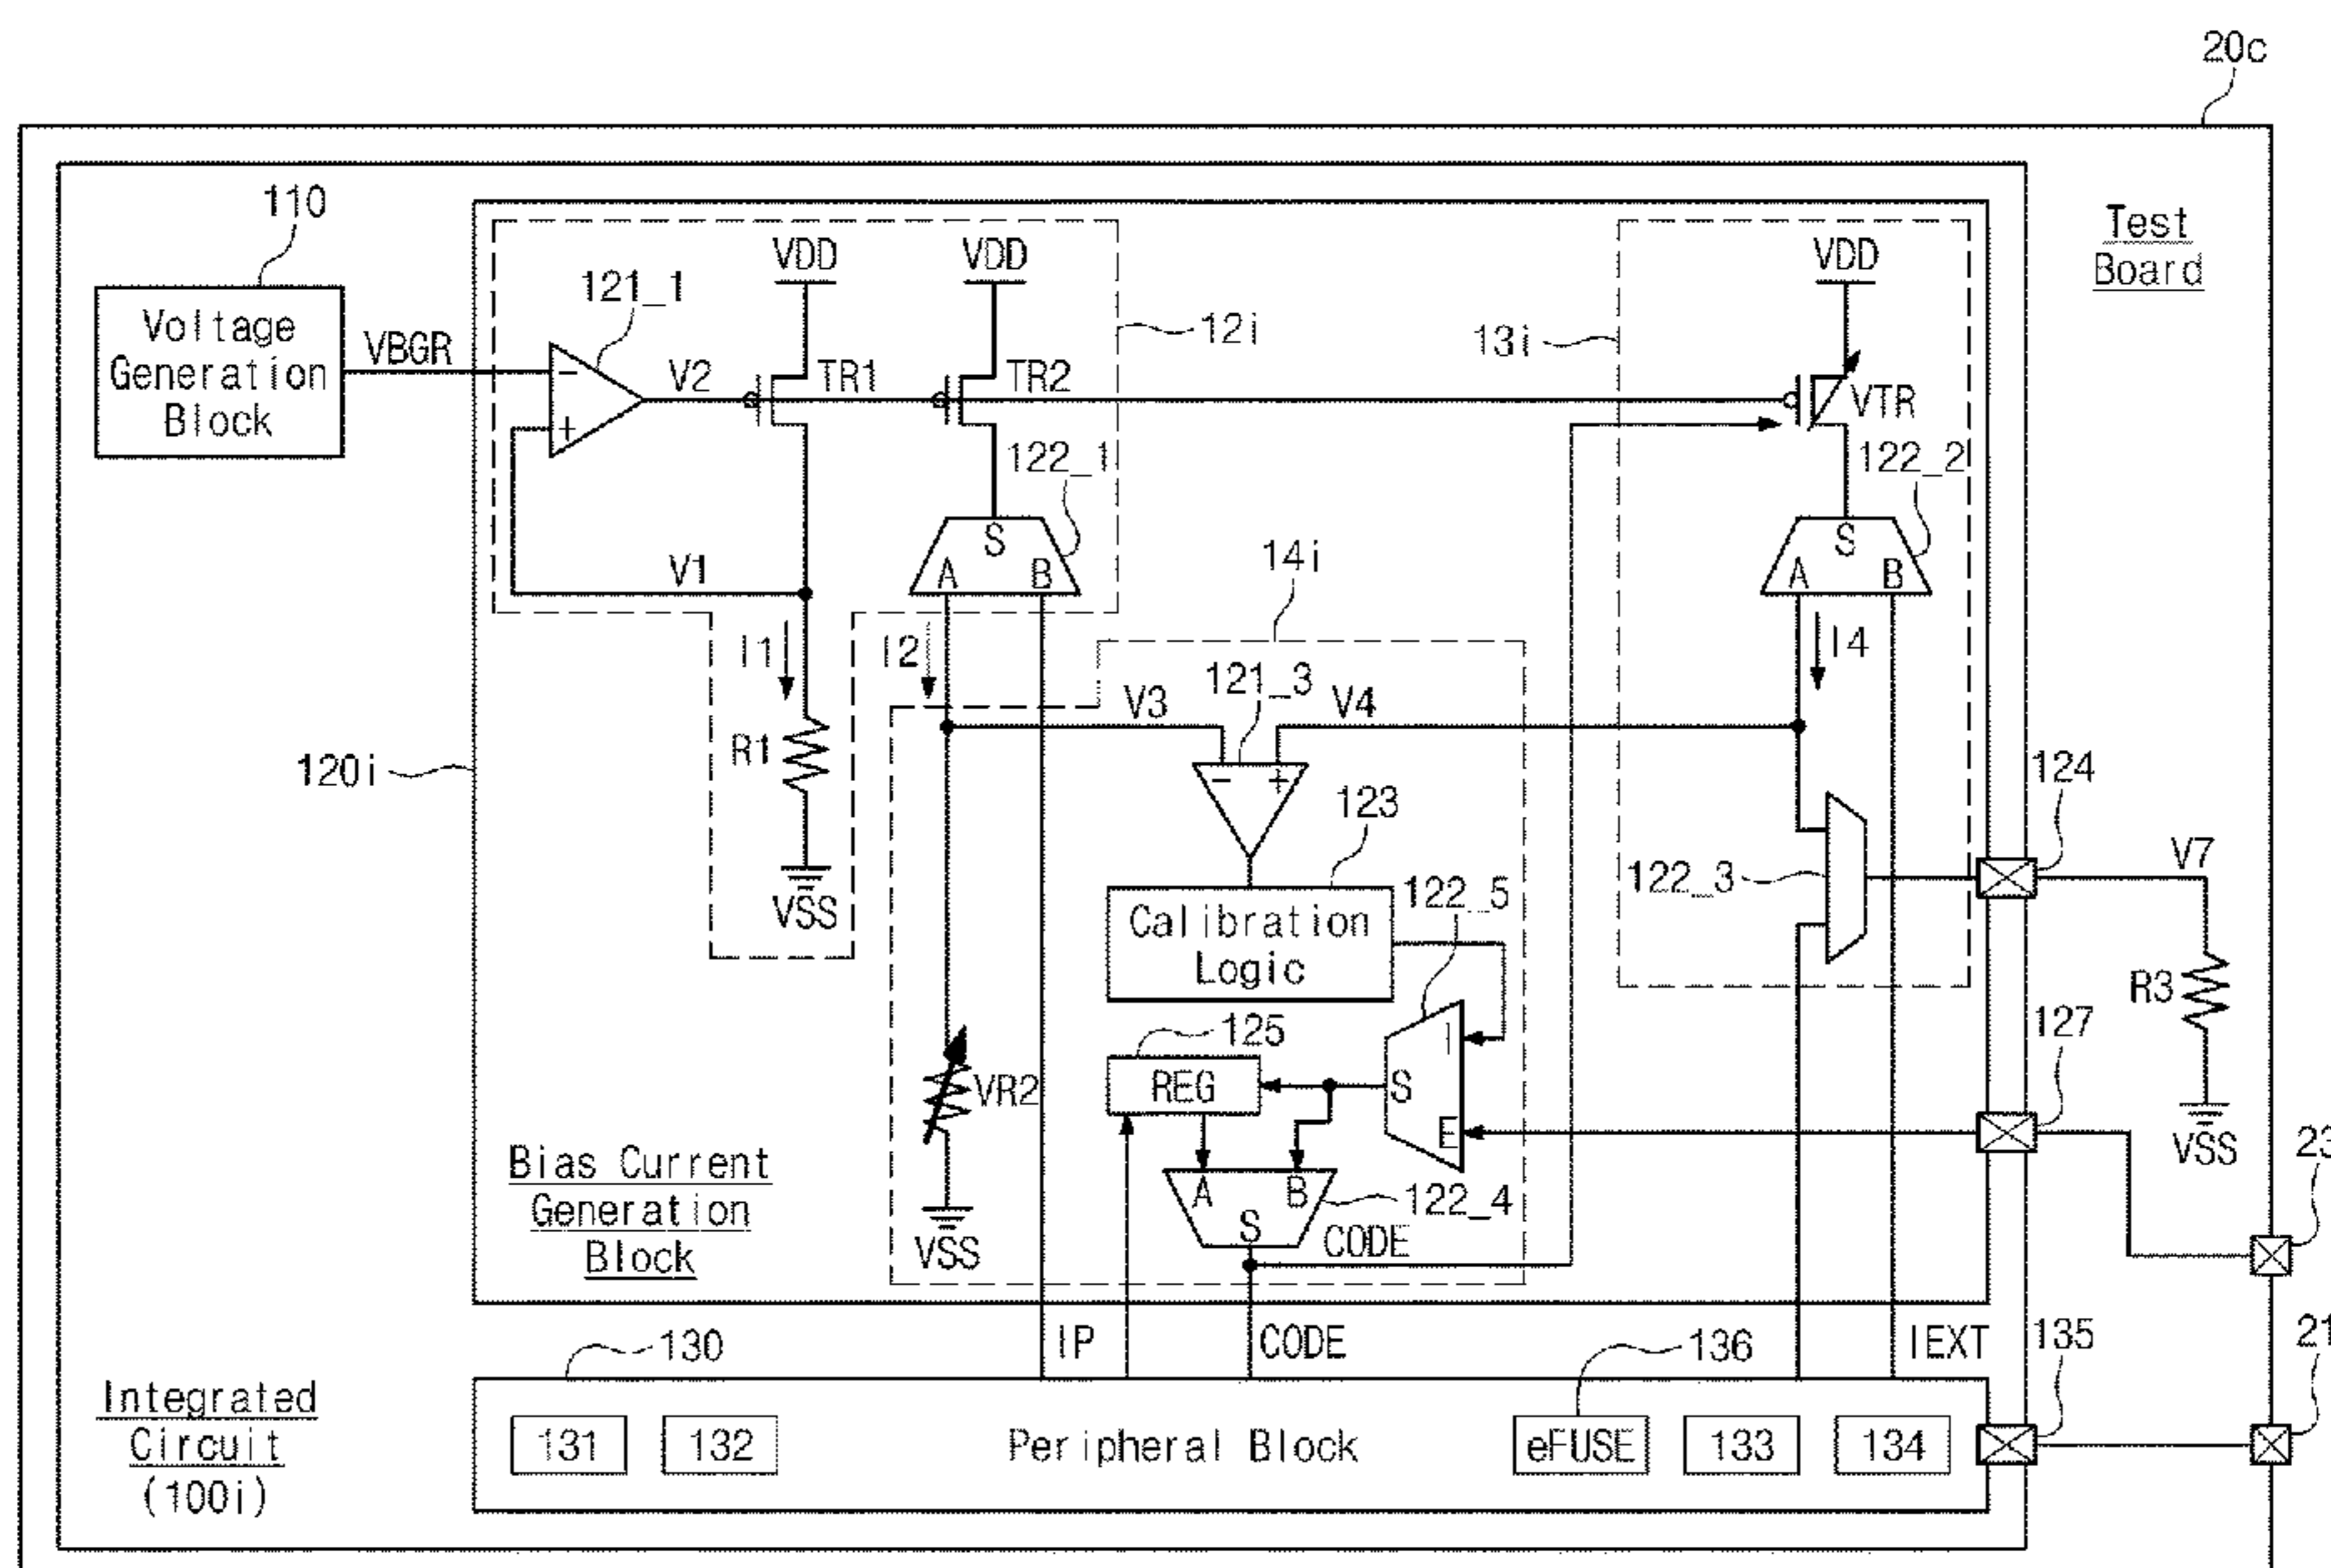 20c
Test
Board
110
Voltage
Generation
Block
VBGR
121_1
-
+
V2
VDD
TR1
VDD
TR2
12i
13i
VDD
VTR
122_1
S
A
B
122_2
S
A
B
V1
I1
I2
14i
I4
R1
VSS
120i
V3
121_3
V4
-
+
123
Calibration
Logic
122_5
I
S
E
122_3
124
V7
R3
VSS
127
125
REG
VR2
VSS
A
B
S
122_4
CODE
Bias Current
Generation
Block
23
130
IP
CODE
136
IEXT
135
21
Integrated
Circuit
(100i)
131
132
Peripheral Block
eFUSE
133
134